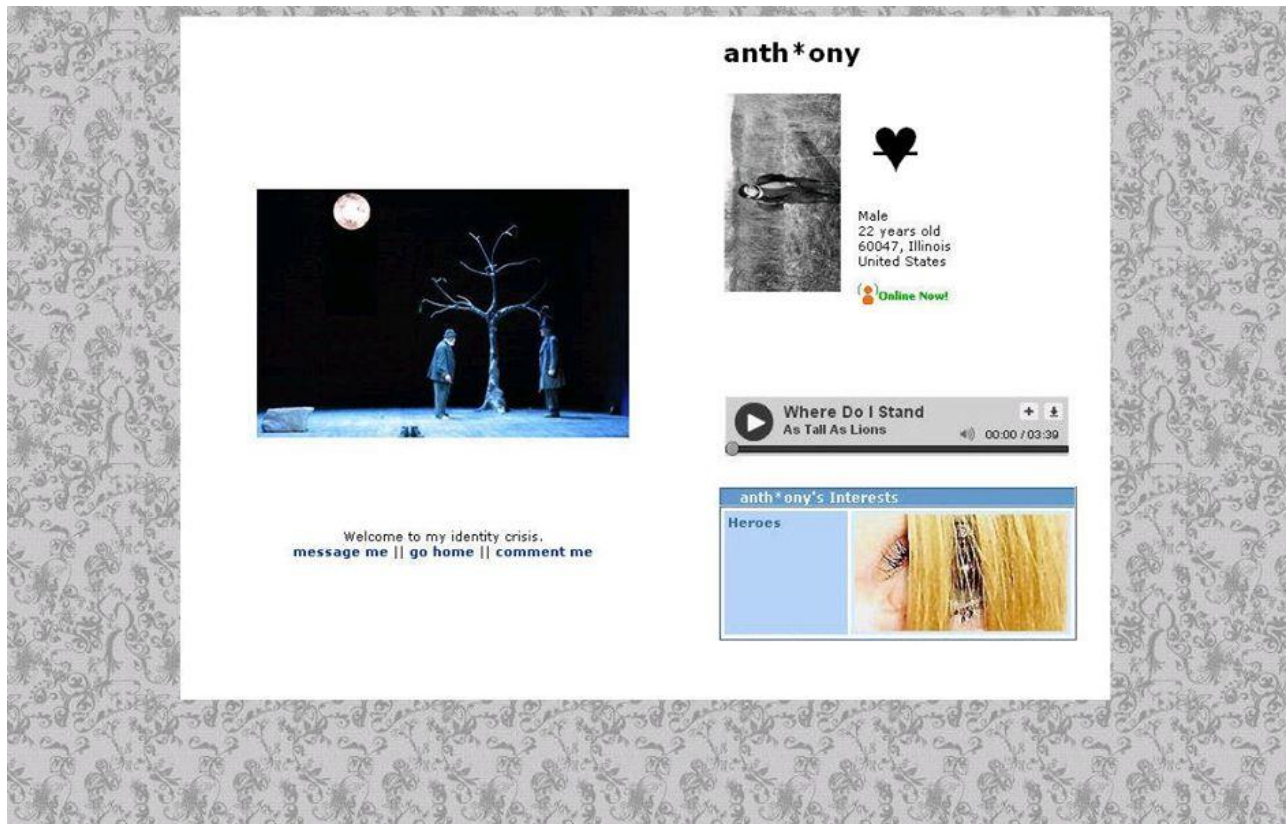 anth*ony
Male
22 years old
60047, Illinois
United States
Online Now!
Welcome to my identity crisis.
message me || go home || comment me
Where Do I Stand
As Tall As Lions
00:00 / 03:39
anth*ony's Interests
Heroes